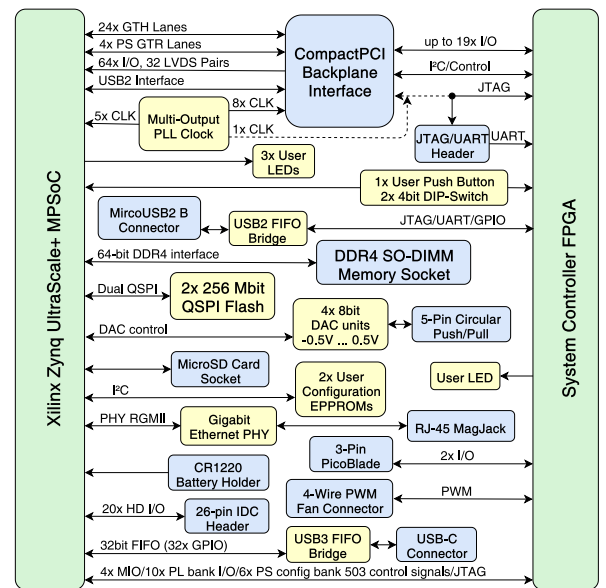 24x GTH Lanes
4x PS GTR Lanes
64x I/O, 32 LVDS Pairs
USB2 Interface
CompactPCI
Backplane
Interface
up to 19x I/O
I²C/Control
JTAG
5x CLK
Multi-Output
PLL Clock
8x CLK
1x CLK
JTAG/UART
Header
UART
3x User
LEDs
1x User Push Button
2x 4bit DIP-Switch
MircoUSB2 B
Connector
USB2 FIFO
Bridge
JTAG/UART/GPIO
64-bit DDR4 interface
DDR4 SO-DIMM
Memory Socket
Dual QSPI
2x 256 Mbit
QSPI Flash
DAC control
4x 8bit
DAC units
-0.5V ... 0.5V
5-Pin Circular
Push/Pull
MicroSD Card
Socket
I²C
2x User
Configuration
EPPROMs
User LED
PHY RGMII
Gigabit
Ethernet PHY
RJ-45 MagJack
CR1220
Battery Holder
3-Pin
PicoBlade
2x I/O
20x HD I/O
26-pin IDC
Header
4-Wire PWM
Fan Connector
PWM
32bit FIFO (32x GPIO)
USB3 FIFO
Bridge
USB-C
Connector
4x MIO/10x PL bank I/O/6x PS config bank 503 control signals/JTAG
Xilinx Zynq UltraScale+ MPSoC
System Controller FPGA